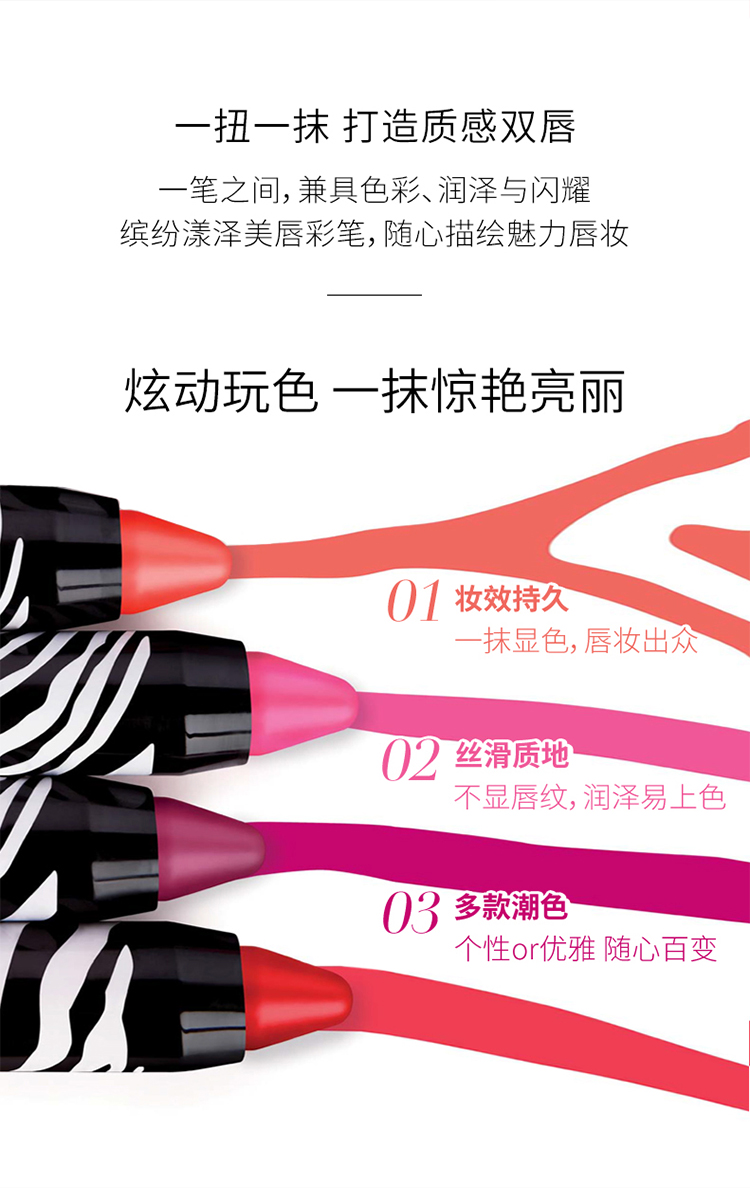 一扭一抹 打造质感双唇
一笔之间，兼具色彩、润泽与闪耀
缤纷漾泽美唇彩笔，随心描绘魅力唇妆
炫动玩色 一抹惊艳亮丽
01 妆效持久
一抹显色，唇妆出众
02 丝滑质地
不显唇纹，润泽易上色
03 多款潮色
个性or优雅 随心百变